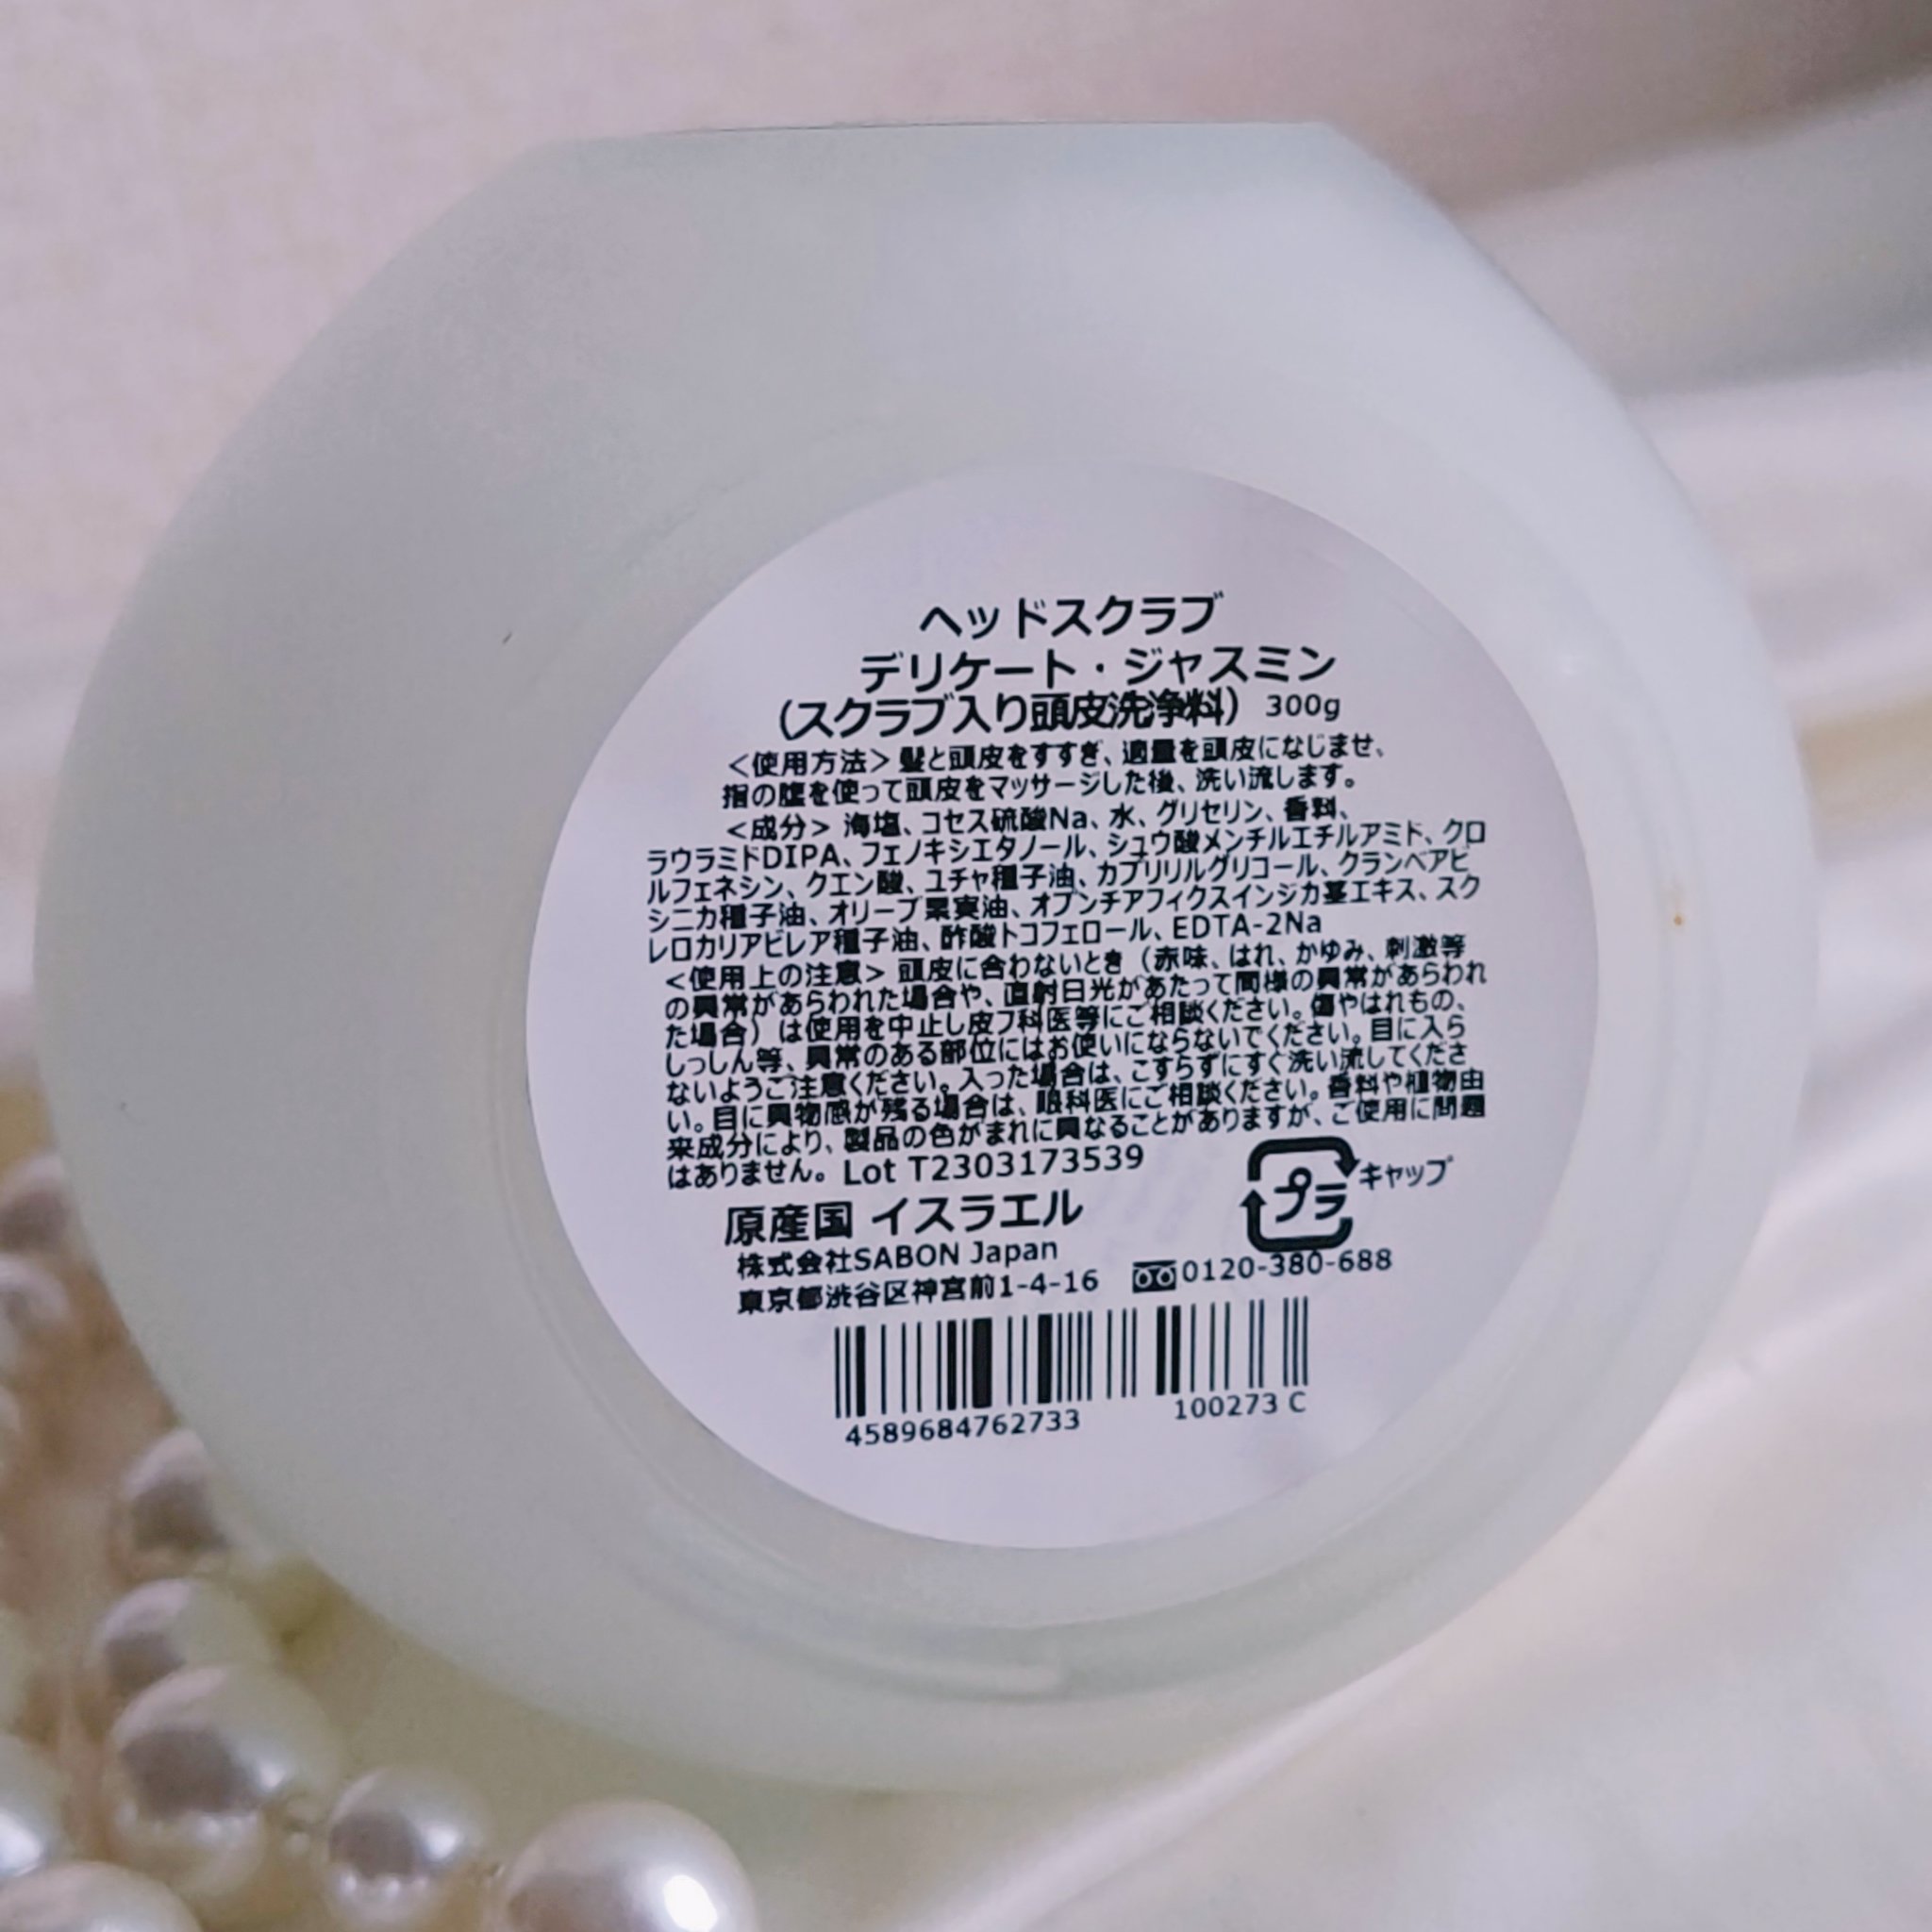 ヘッドスクラブ
デリケート・ジャスミン
（スクラブ入り頭皮洗浄料） 300g
＜使用方法＞髪と頭皮をすすぎ、適量を頭皮になじませ、
指の腹を使って頭皮をマッサージした後、洗い流します。
＜成分＞ 海塩、コセス硫酸Na、水、グリセリン、香料、
ラウラミドDIPA、フェノキシエタノール、シュウ酸メンチルエチルアミド、クロ
ルフェネシン、クエン酸、ユチャ種子油、カプリリルグリコール、クランベアビ
シニカ種子油、オリーブ果実油、オプンチアフィクスインジカ茎エキス、スク
レロカリアビレア種子油、酢酸トコフェロール、EDTA-2Na
＜使用上の注意＞ 頭皮に合わないとき（赤味、はれ、かゆみ、刺激等
の異常があらわれた場合や、直射日光があたって同様の異常があらわれ
た場合）は使用を中止し皮フ科医等にご相談ください。傷やはれもの、
しっしん等、異常のある部位にはお使いにならないでください。目に入ら
ないようご注意ください。入った場合は、こすらずにすぐ洗い流してくださ
い。目に異物感が残る場合は、眼科医にご相談ください。香料や植物由
来成分により、製品の色がまれに異なることがありますが、ご使用に問題
はありません。Lot T2303173539
プラ キャップ
原産国 イスラエル
株式会社SABON Japan
東京都渋谷区神宮前1-4-16 0120-380-688
4589684762733 100273 C